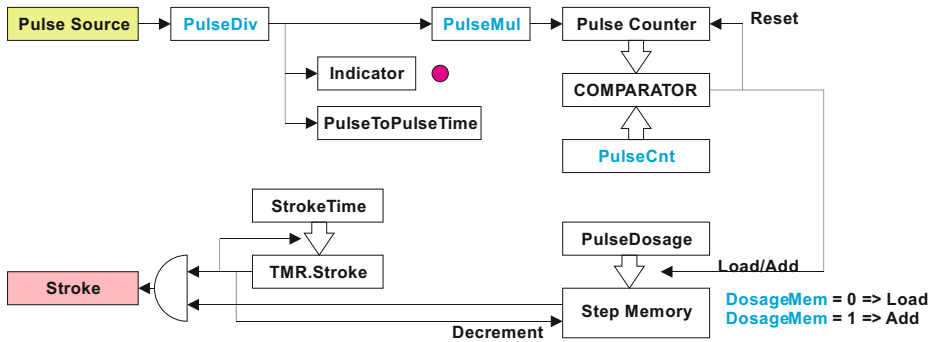 Pulse Source
PulseDiv
PulseMul
Pulse Counter
Reset
Indicator
COMPARATOR
PulseToPulseTime
PulseCnt
StrokeTime
PulseDosage
TMR.Stroke
Load/Add
Stroke
Step Memory
DosageMem = 0 => Load
DosageMem = 1 => Add
Decrement